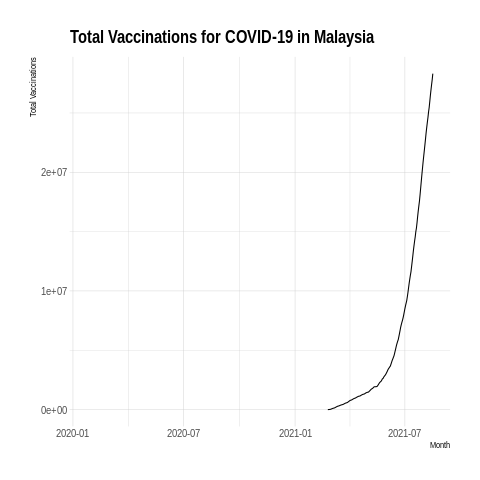 Total Vaccinations for COVID-19 in Malaysia
Total Vaccinations
2e+07
1e+07
0e+00
2020-01 2020-07 2021-01 2021-07
Month